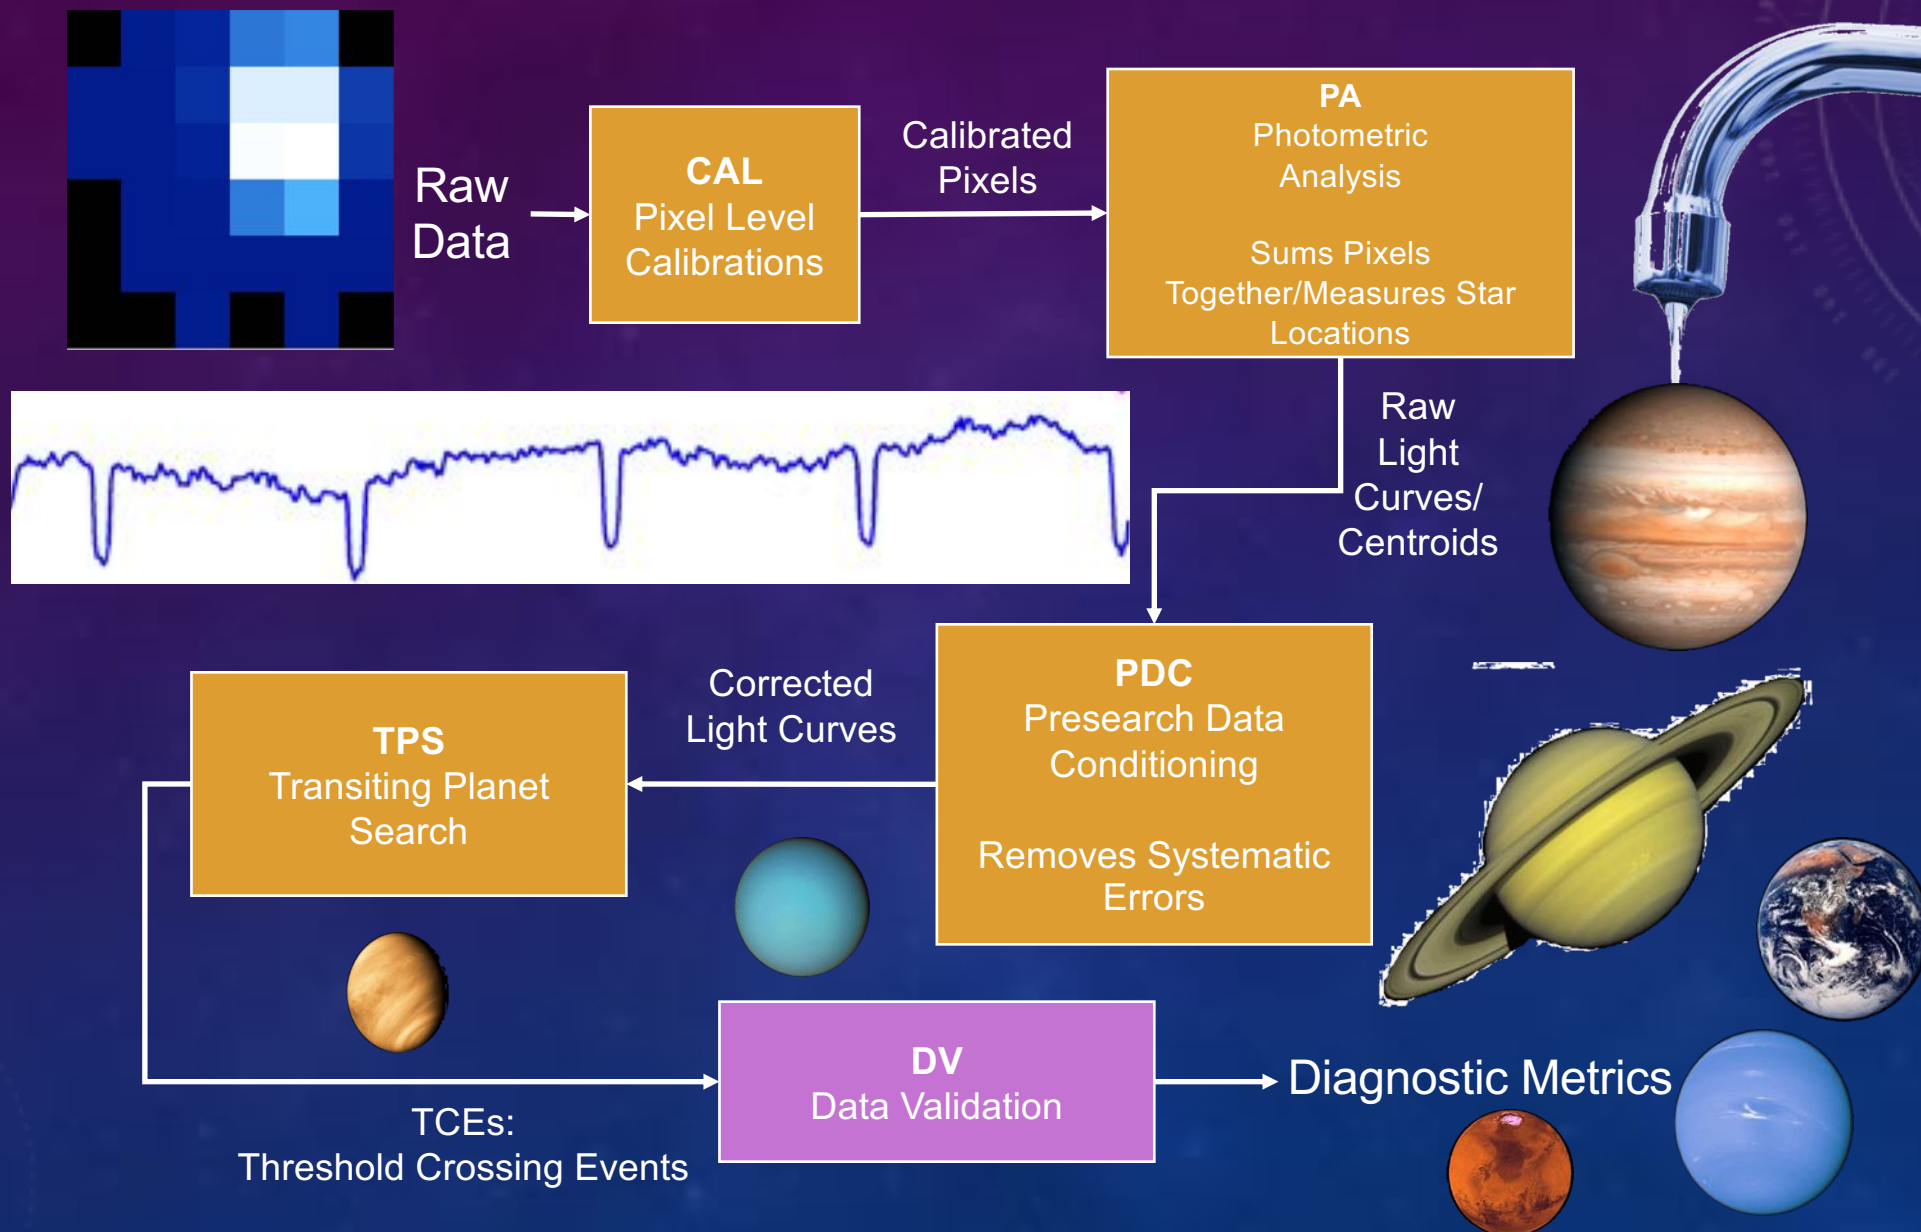 Raw
Data
CAL
Pixel Level
Calibrations
Calibrated
Pixels
PA
Photometric
Analysis
Sums Pixels
Together/Measures Star
Locations
Raw
Light
Curves/
Centroids
PDC
Presearch Data
Conditioning
Removes Systematic
Errors
Corrected
Light Curves
TPS
Transiting Planet
Search
TCEs:
Threshold Crossing Events
DV
Data Validation
Diagnostic Metrics